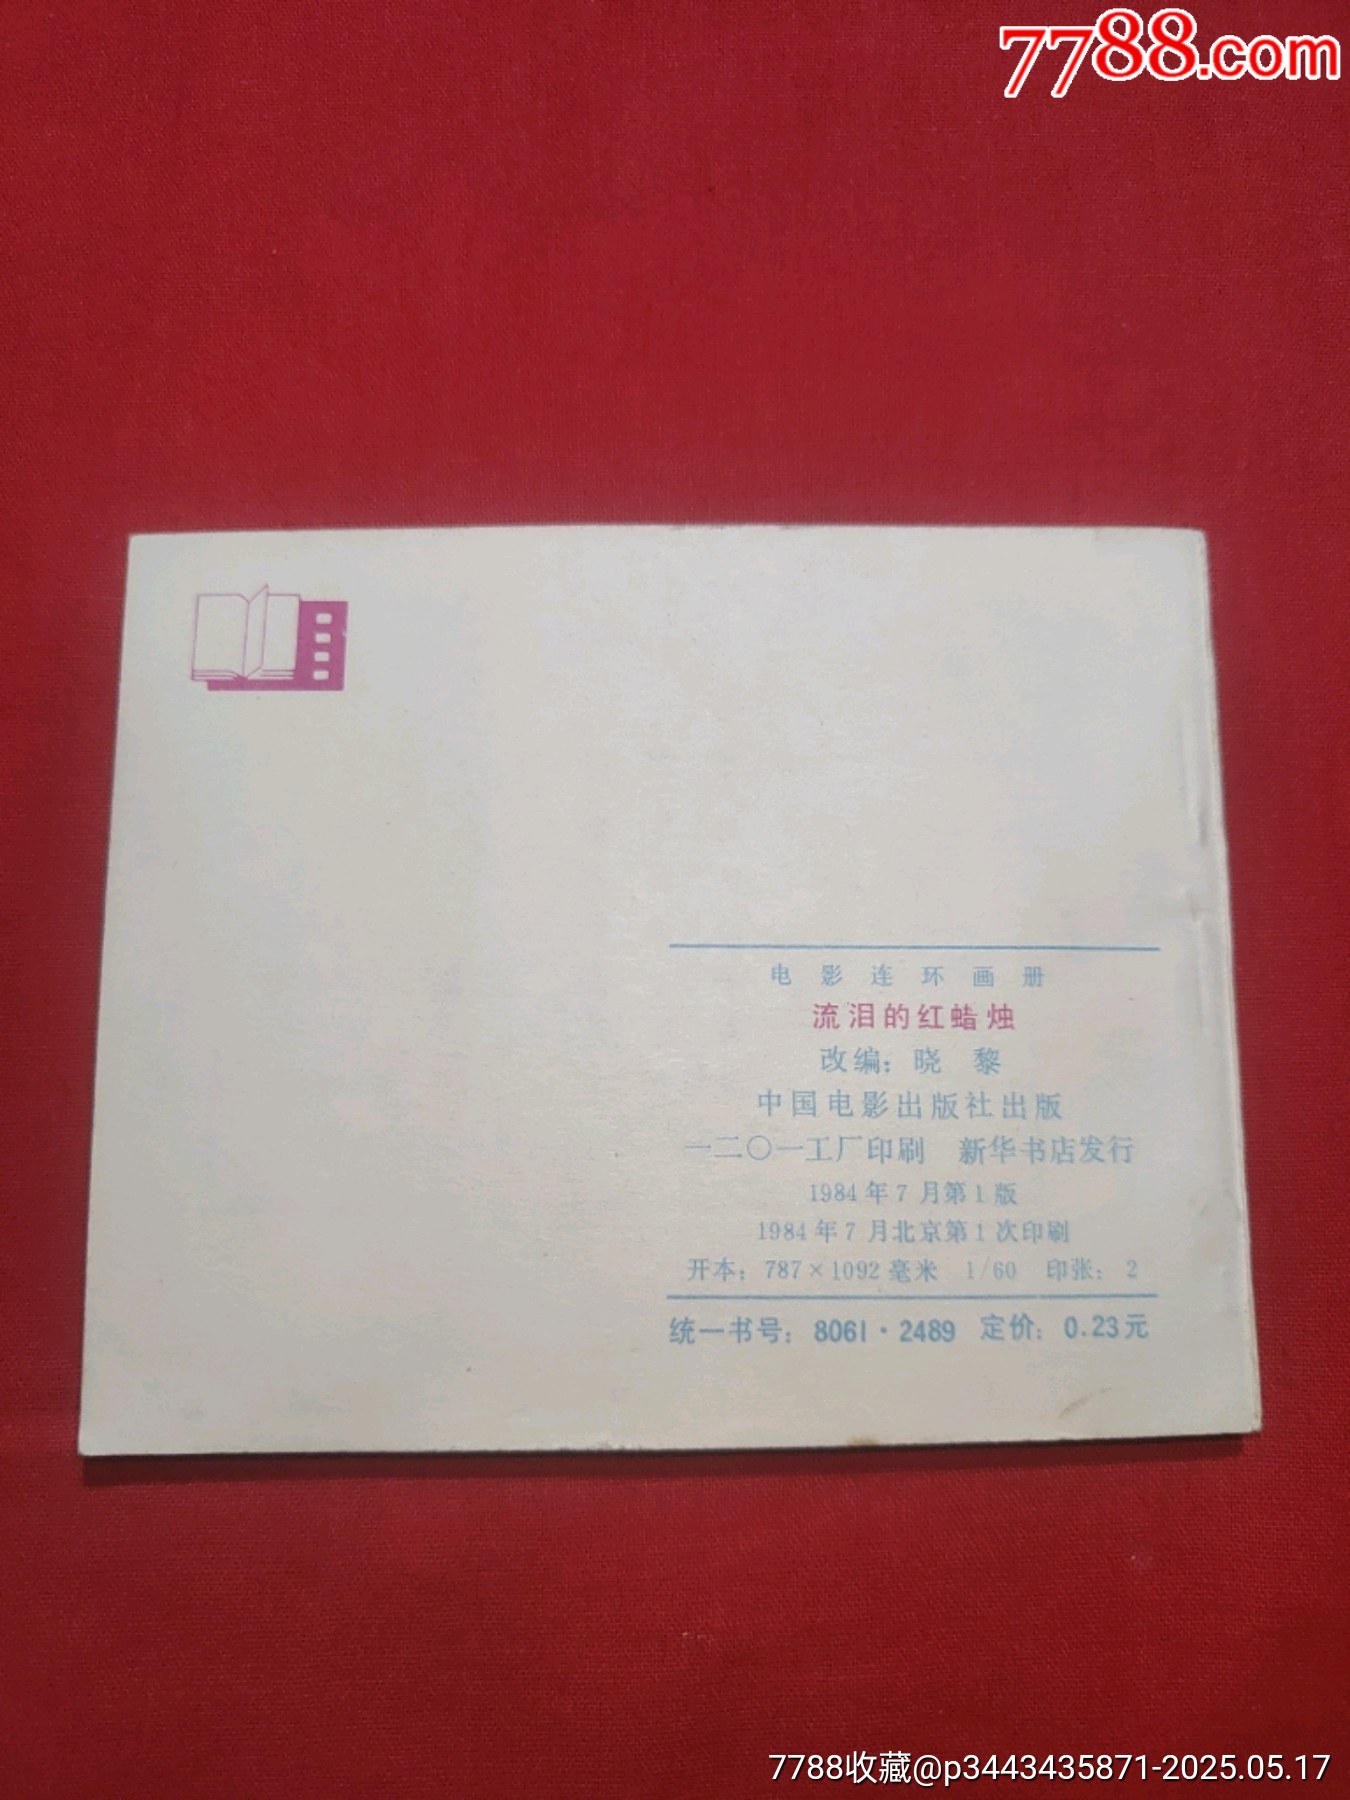 7788.com
电影连环画册
流泪的红蜡烛
改编：晓 黎
中国电影出版社出版
一二〇一工厂印刷 新华书店发行
1984年7月第1版
1984年7月北京第1次印刷
开本：787×1092毫米 1/60 印张：2
统一书号：8061·2489 定价：0.23元
7788收藏@p3443435871-2025.05.17